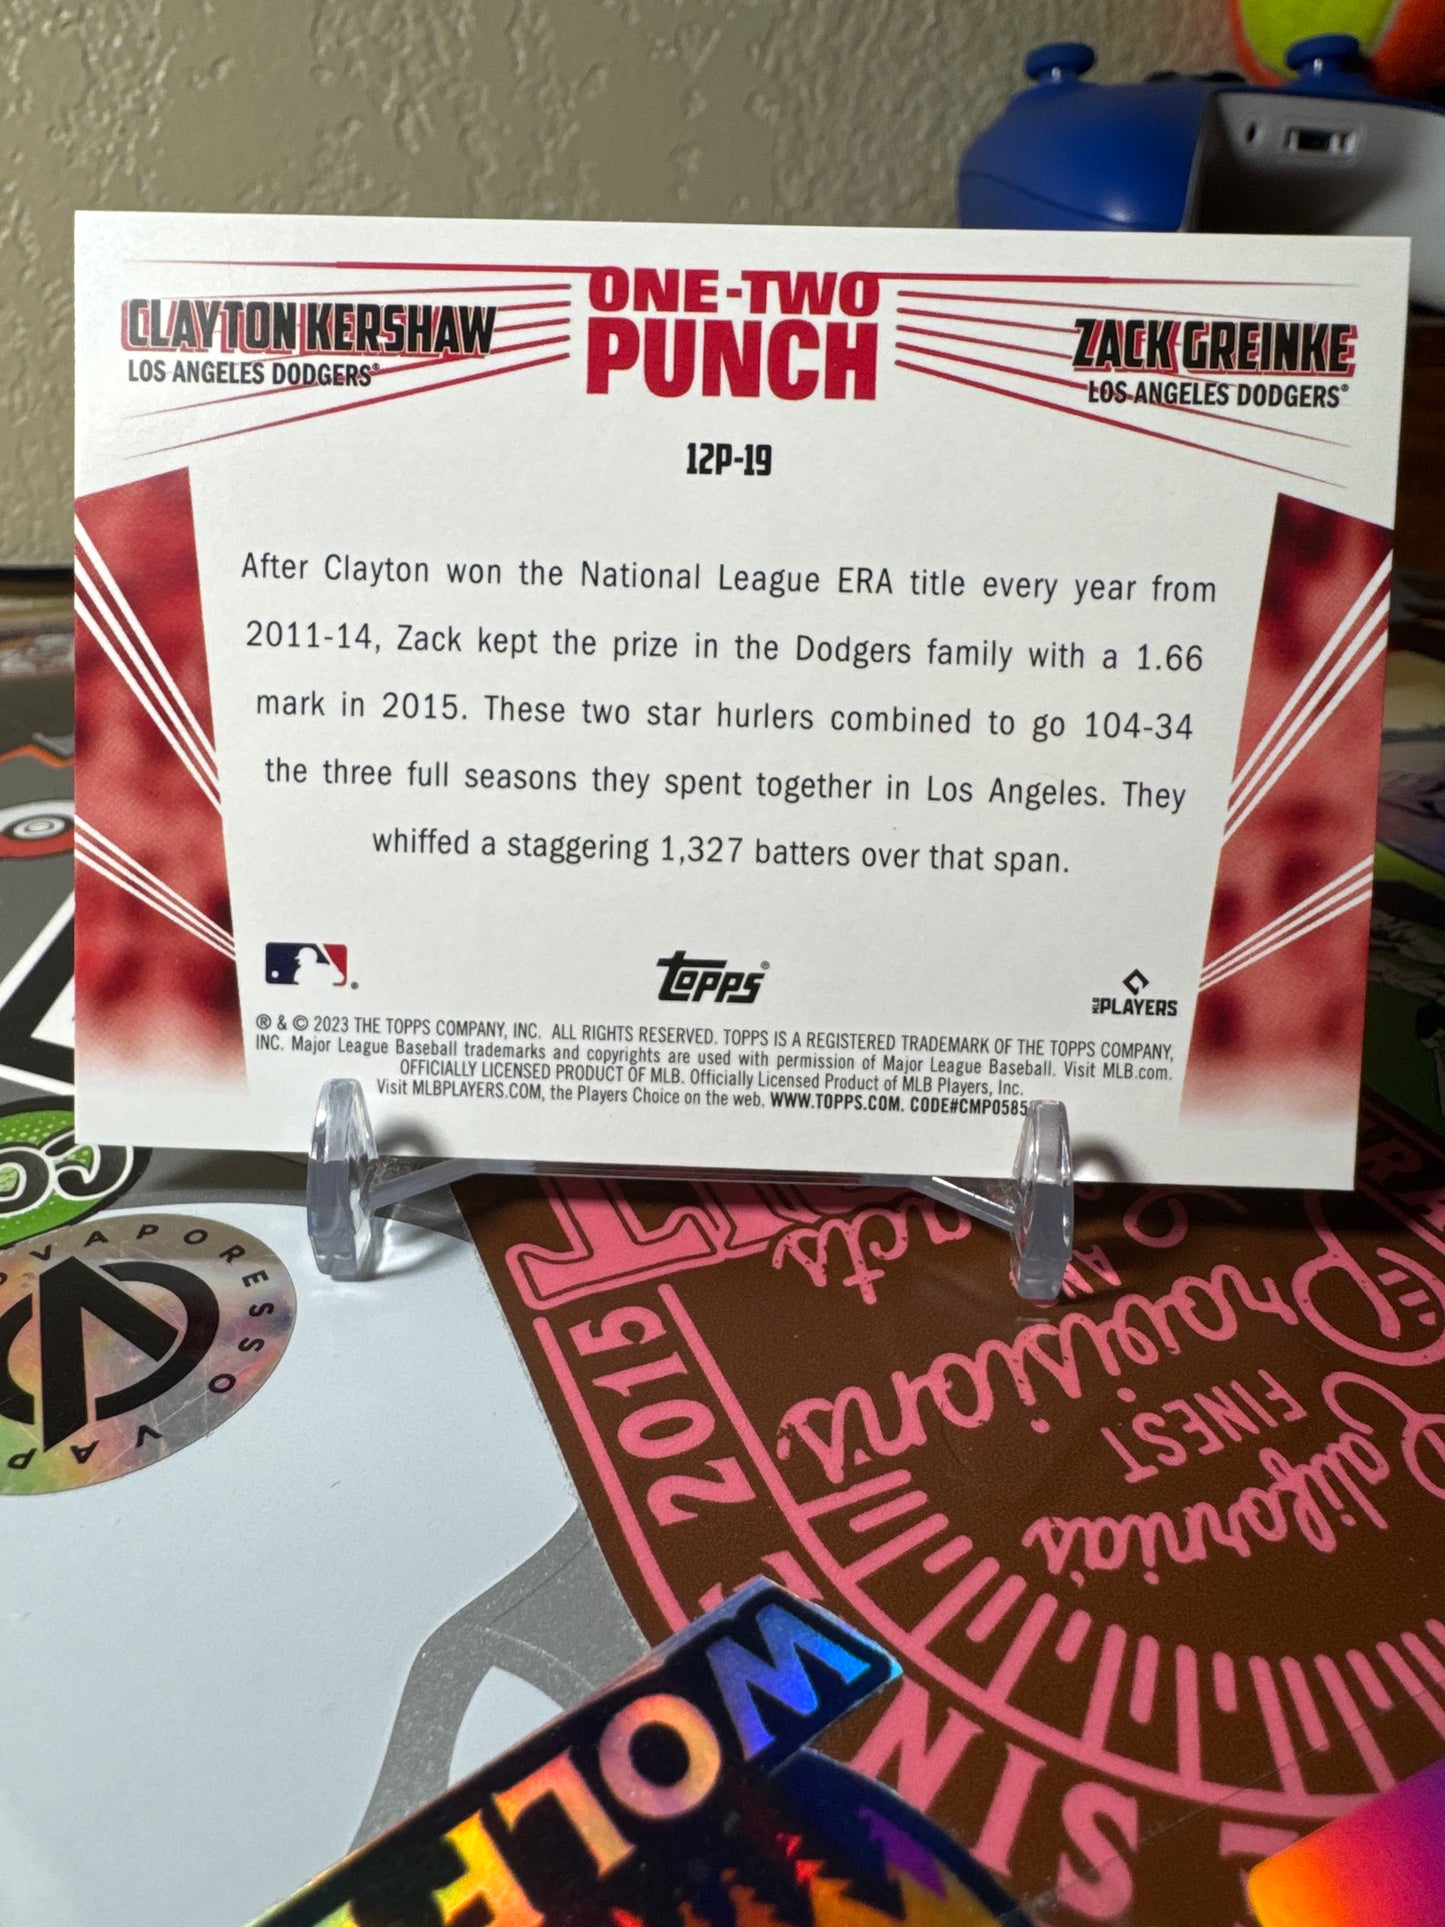 ONE-TWO
PUNCH
CLAYTON KERSHAW
LOS ANGELES DODGERS®
ZACK GREINKE
LOS ANGELES DODGERS®
12P-19
After Clayton won the National League ERA title every year from
2011-14, Zack kept the prize in the Dodgers family with a 1.66
mark in 2015. These two star hurlers combined to go 104-34
the three full seasons they spent together in Los Angeles. They
whiffed a staggering 1,327 batters over that span.
Topps®
MLB PLAYERS
® & © 2023 THE TOPPS COMPANY, INC. ALL RIGHTS RESERVED. TOPPS IS A REGISTERED TRADEMARK OF THE TOPPS COMPANY,
INC. Major League Baseball trademarks and copyrights are used with permission of Major League Baseball. Visit MLB.com.
OFFICIALLY LICENSED PRODUCT OF MLB. Officially Licensed Product of MLB Players, Inc.
Visit MLBPLAYERS.COM, the Players Choice on the web. WWW.TOPPS.COM. CODE#CMP0585
VAPORESSO
VAP
2015
Provisions
California's
FINEST
SIN
WOLF